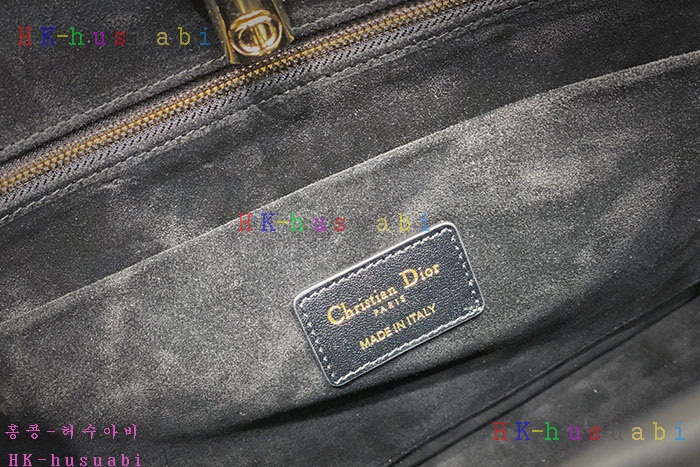 HK-hus abi
HK-hus abi
Christian Dior
PARIS
MADE IN ITALY
홍콩-허수아비
HK-husuabi
HK-husuabi